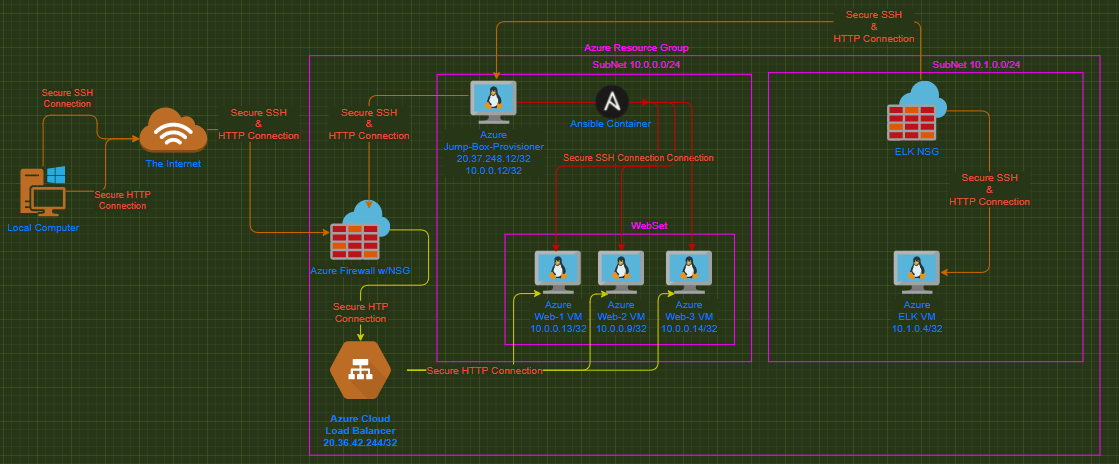 Secure SSH
&
HTTP Connection
Azure Resource Group
SubNet 10.0.0.0/24
SubNet 10.1.0.0/24
Secure SSH
Connection
Secure SSH
&
HTTP Connection
Secure SSH
&
HTTP Connection
Azure
Jump-Box-Provisioner
20.37.248.12/32
10.0.0.12/32
Ansible Container
ELK NSG
The Internet
Secure SSH Connection Connection
Secure SSH
&
HTTP Connection
Secure HTTP
Connection
Local Computer
WebSet
Azure Firewall w/NSG
Azure
Web-1 VM
10.0.0.13/32
Azure
Web-2 VM
10.0.0.9/32
Azure
Web-3 VM
10.0.0.14/32
Azure
ELK VM
10.1.0.4/32
Secure HTP
Connection
Secure HTTP Connection
Azure Cloud
Load Balancer
20.36.42.244/32